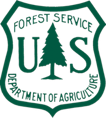 FOREST SERVICE
U S
DEPARTMENT OF AGRICULTURE